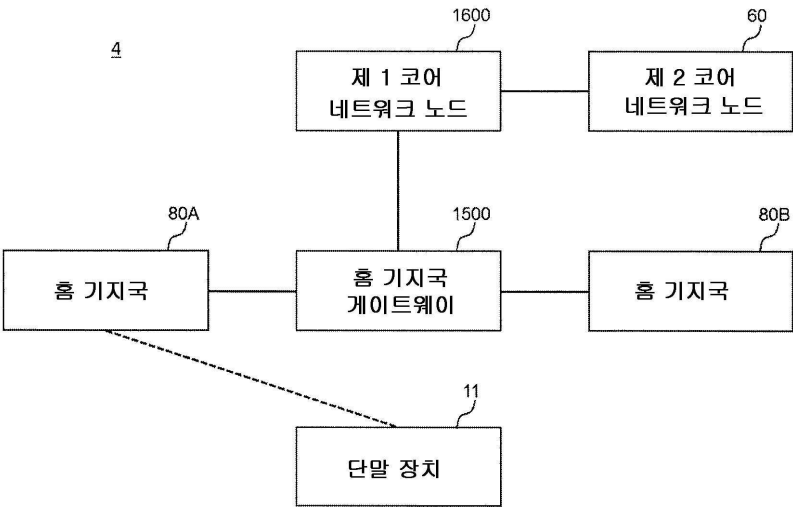 4
1600
제 1 코어
네트워크 노드
60
제 2 코어
네트워크 노드
80A
홈 기지국
1500
홈 기지국
게이트웨이
80B
홈 기지국
11
단말 장치